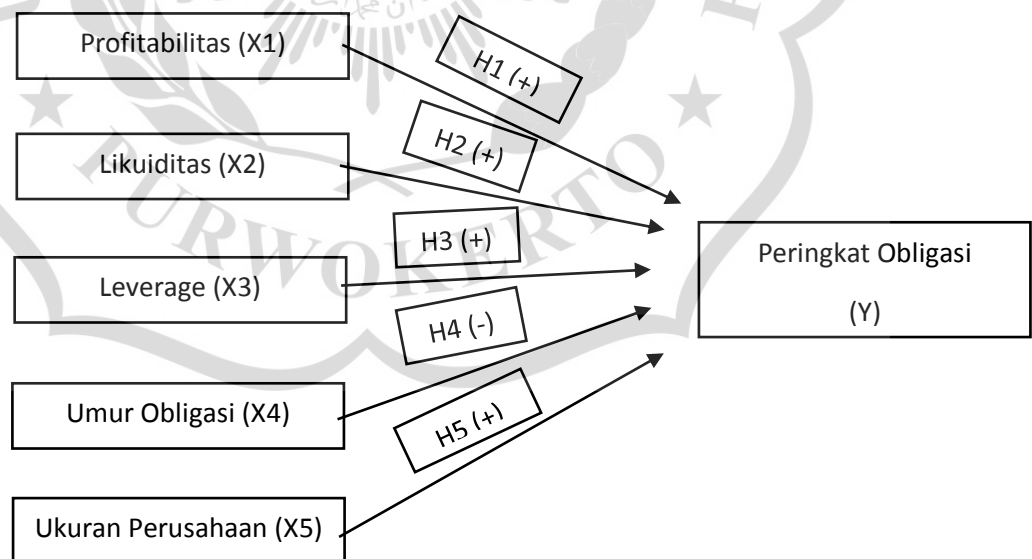 Profitabilitas (X1)
H1 (+)
Likuiditas (X2)
H2 (+)
Leverage (X3)
H3 (+)
Peringkat Obligasi
(Y)
H4 (-)
Umur Obligasi (X4)
H5 (+)
Ukuran Perusahaan (X5)
PURWOKERTO